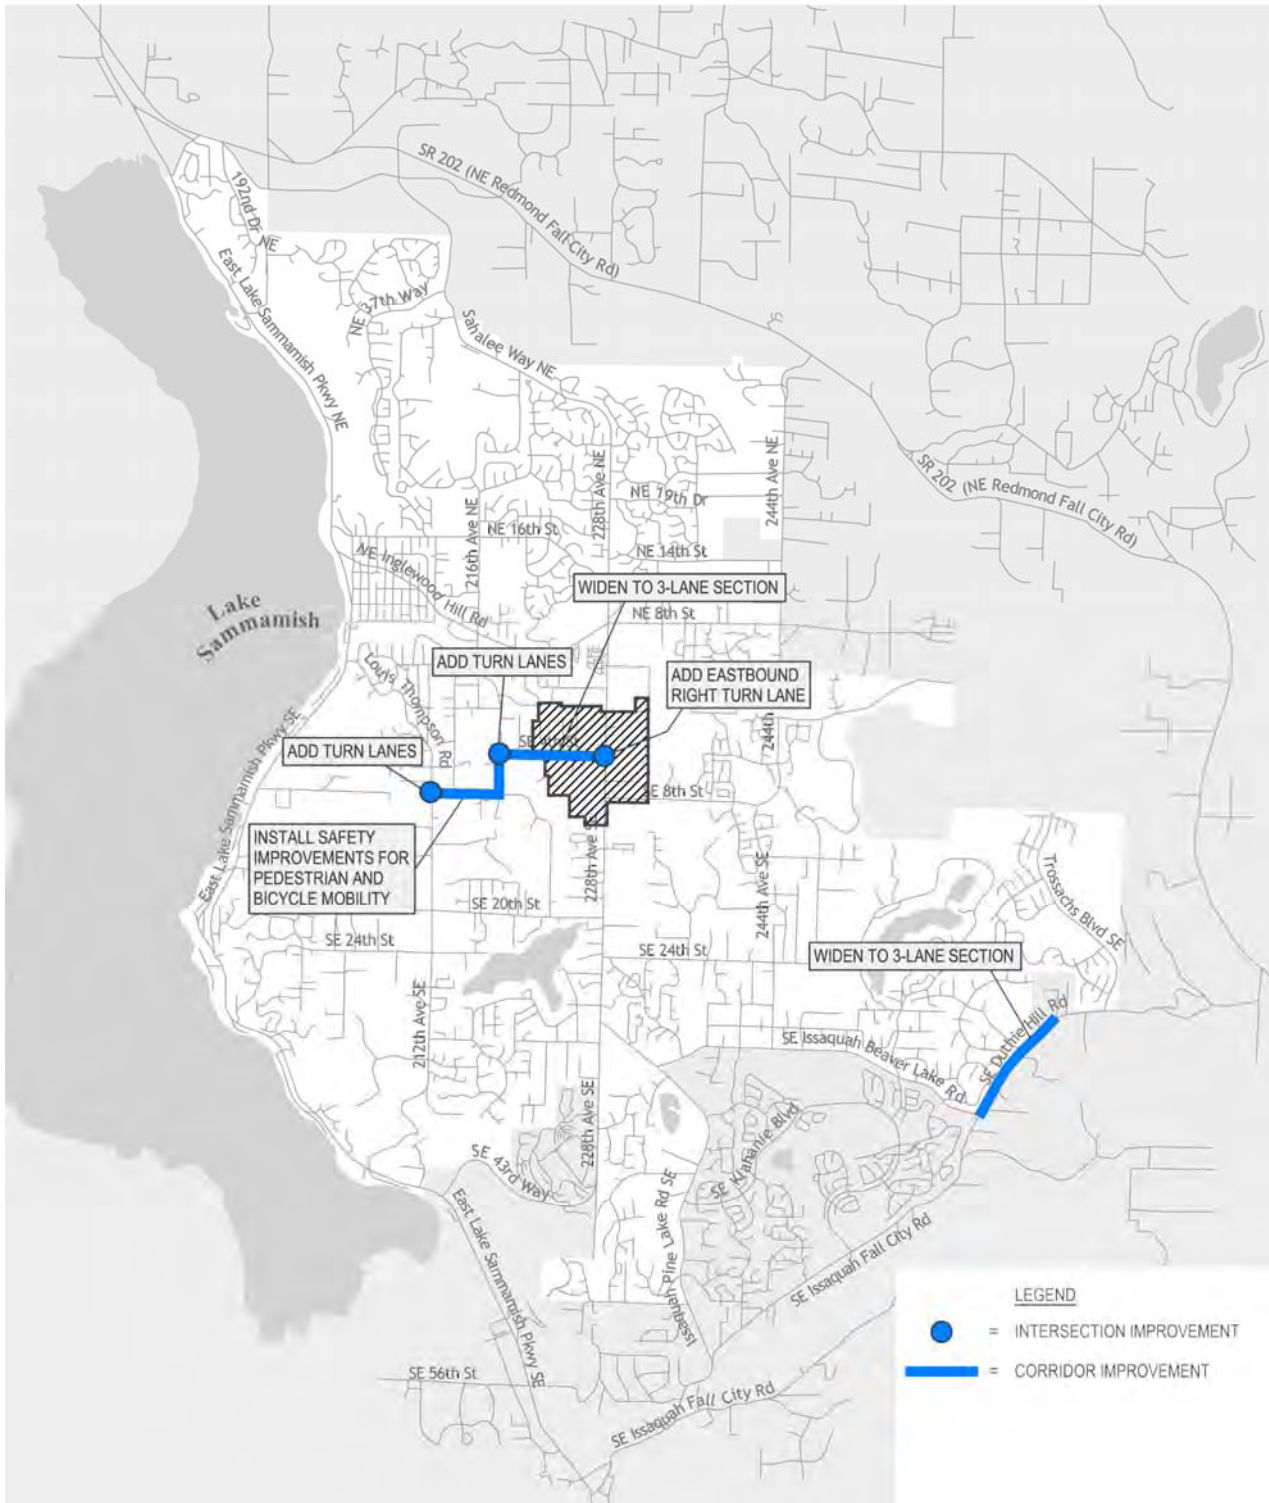 SR 202 (NE Redmond Fall City Rd)
192nd Dr NE
East Lake Sammamish Pkwy NE
NE 37th Way
Sahalee Way NE
228th Ave NE
244th Ave NE
SR 202 (NE Redmond Fall City Rd)
NE 19th Dr
216th Ave NE
NE 16th St
NE 14th St
NE Inglewood Hill Rd
WIDEN TO 3-LANE SECTION
NE 8th St
Lake
Sammamish
ADD TURN LANES
Louis Thompson Rd
ADD EASTBOUND
RIGHT TURN LANE
244th
East Lake Sammamish Pkwy SE
ADD TURN LANES
SE
E 8th St
INSTALL SAFETY
IMPROVEMENTS FOR
PEDESTRIAN AND
BICYCLE MOBILITY
228th Ave S
244th Ave SE
Trossachs Blvd SE
SE 20th St
SE 24th St
SE 24th St
WIDEN TO 3-LANE SECTION
212th Ave SE
SE Duthie Hill Rd
SE Issaquah Beaver Lake Rd
228th Ave SE
SE Klahanie Blvd
SE 43rd Way
East Lake Sammamish Pkwy SE
Issaquah Pine Lake Rd SE
SE Issaquah Fall City Rd
LEGEND
= INTERSECTION IMPROVEMENT
= CORRIDOR IMPROVEMENT
SE 56th St
SE Issaquah Fall City Rd